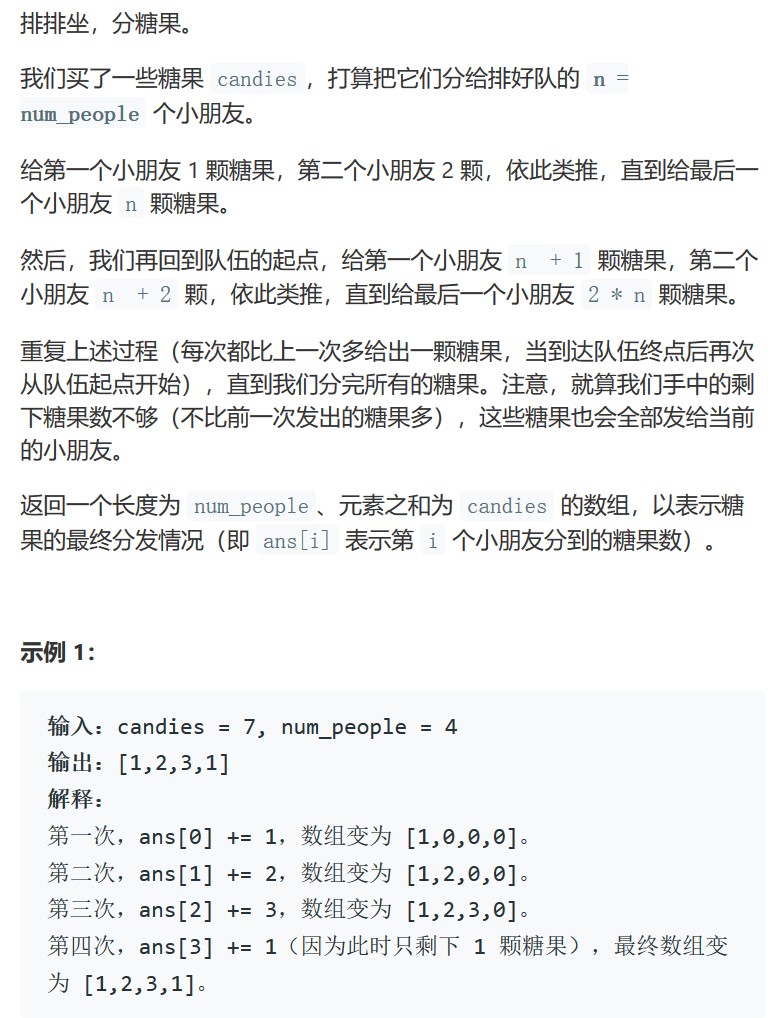 排排坐，分糖果。
我们买了一些糖果 candies，打算把它们分给排好队的 n =
num_people 个小朋友。
给第一个小朋友 1 颗糖果，第二个小朋友 2 颗，依此类推，直到给最后一
个小朋友 n 颗糖果。
然后，我们再回到队伍的起点，给第一个小朋友 n + 1 颗糖果，第二个
小朋友 n + 2 颗，依此类推，直到给最后一个小朋友 2 * n 颗糖果。
重复上述过程（每次都比上一次多给出一颗糖果，当到达队伍终点后再次
从队伍起点开始），直到我们分完所有的糖果。注意，就算我们手中的剩
下糖果数不够（不比前一次发出的糖果多），这些糖果也会全部发给当前
的小朋友。
返回一个长度为 num_people、元素之和为 candies 的数组，以表示糖
果的最终分发情况（即 ans[i] 表示第 i 个小朋友分到的糖果数）。
示例 1：
输入：candies = 7, num_people = 4
输出：[1,2,3,1]
解释：
第一次，ans[0] += 1，数组变为 [1,0,0,0]。
第二次，ans[1] += 2，数组变为 [1,2,0,0]。
第三次，ans[2] += 3，数组变为 [1,2,3,0]。
第四次，ans[3] += 1（因为此时只剩下 1 颗糖果），最终数组变
为 [1,2,3,1]。